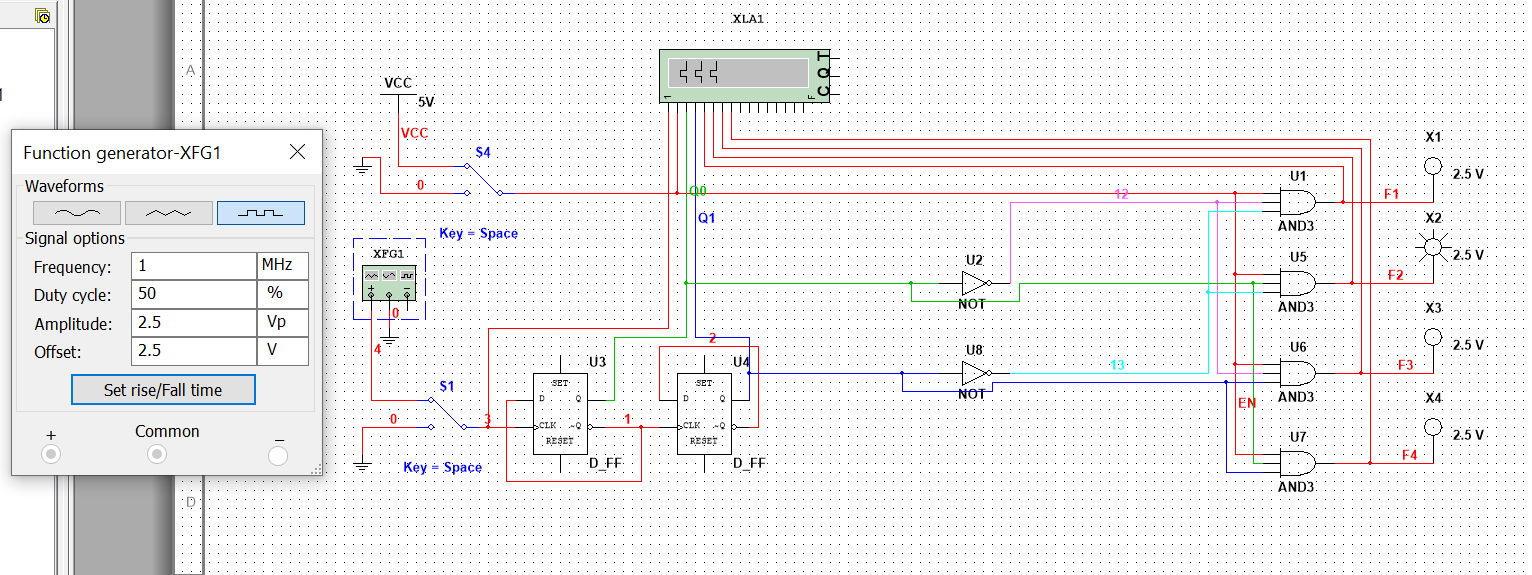 Function generator-XFG1
Waveforms
Signal options
Frequency: 1 MHz
Duty cycle: 50 %
Amplitude: 2.5 Vp
Offset: 2.5 V
Set rise/Fall time
+ Common −
A
D
XLA1
1 F
C Q T
VCC
5V
VCC
S4
0
Key = Space
XFG1
0
4
S1
0
3
Key = Space
Q0
Q1
U3
SET
D Q
CLK ~Q
RESET
D_FF
1
2
U4
SET
D Q
CLK ~Q
RESET
D_FF
U2
NOT
12
U8
NOT
13
EN
U1
AND3
F1
X1
2.5 V
U5
AND3
F2
X2
2.5 V
U6
AND3
F3
X3
2.5 V
U7
AND3
F4
X4
2.5 V